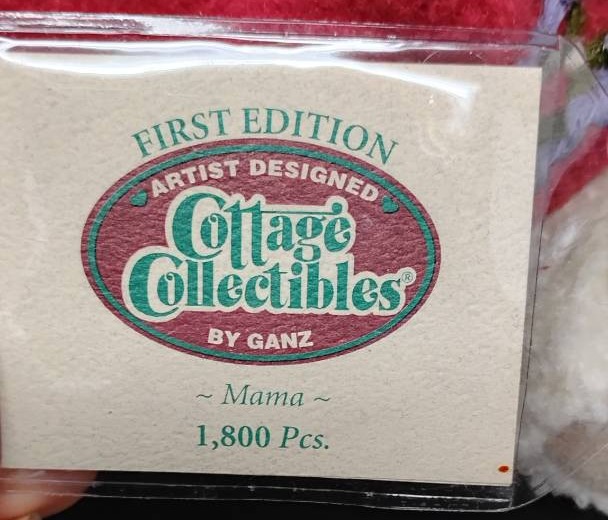 FIRST EDITION
ARTIST DESIGNED
Cottage
Collectibles®
BY GANZ
~ Mama ~
1,800 Pcs.